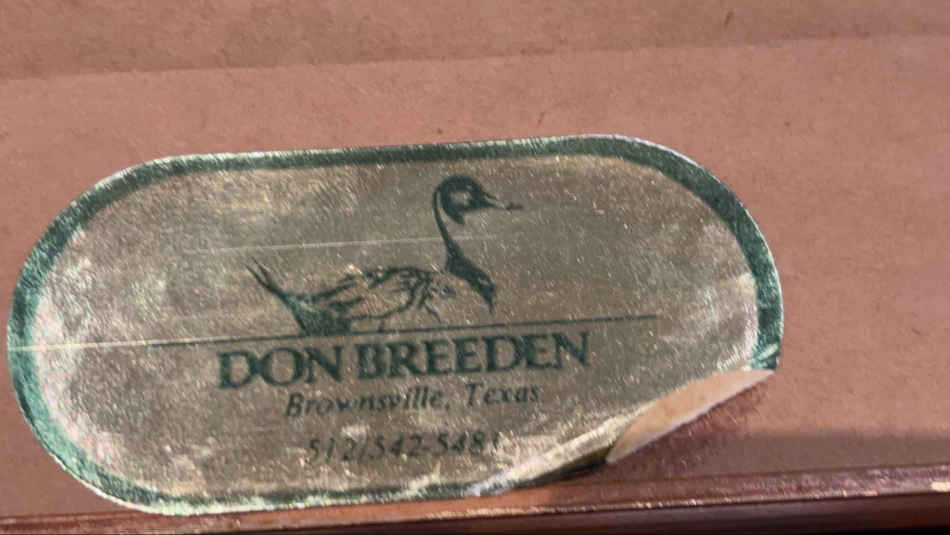 DON BREEDEN
Brownsville, Texas
512/542-5481